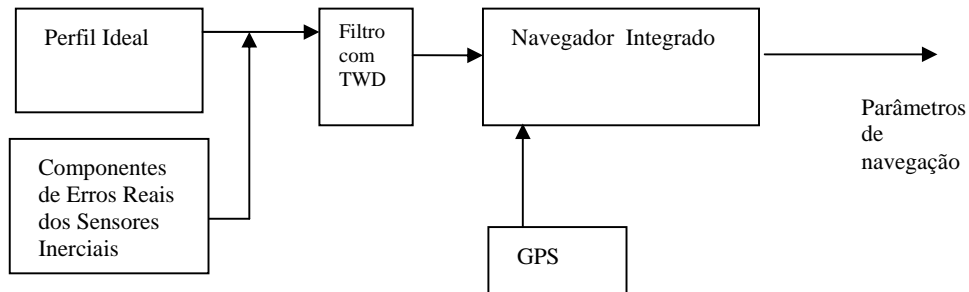 Perfil Ideal
Filtro
com
TWD
Navegador Integrado
Parâmetros
de
navegação
Componentes
de Erros Reais
dos Sensores
Inerciais
GPS